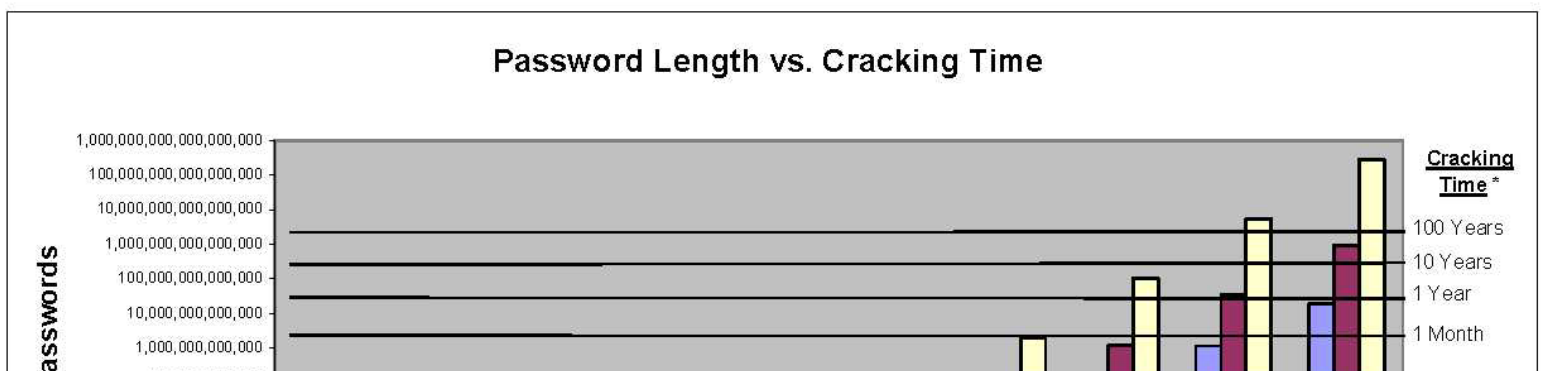 Password Length vs. Cracking Time
1,000,000,000,000,000,000
100,000,000,000,000,000
10,000,000,000,000,000
1,000,000,000,000,000
100,000,000,000,000
10,000,000,000,000
1,000,000,000,000
Cracking
Time *
100 Years
10 Years
1 Year
1 Month